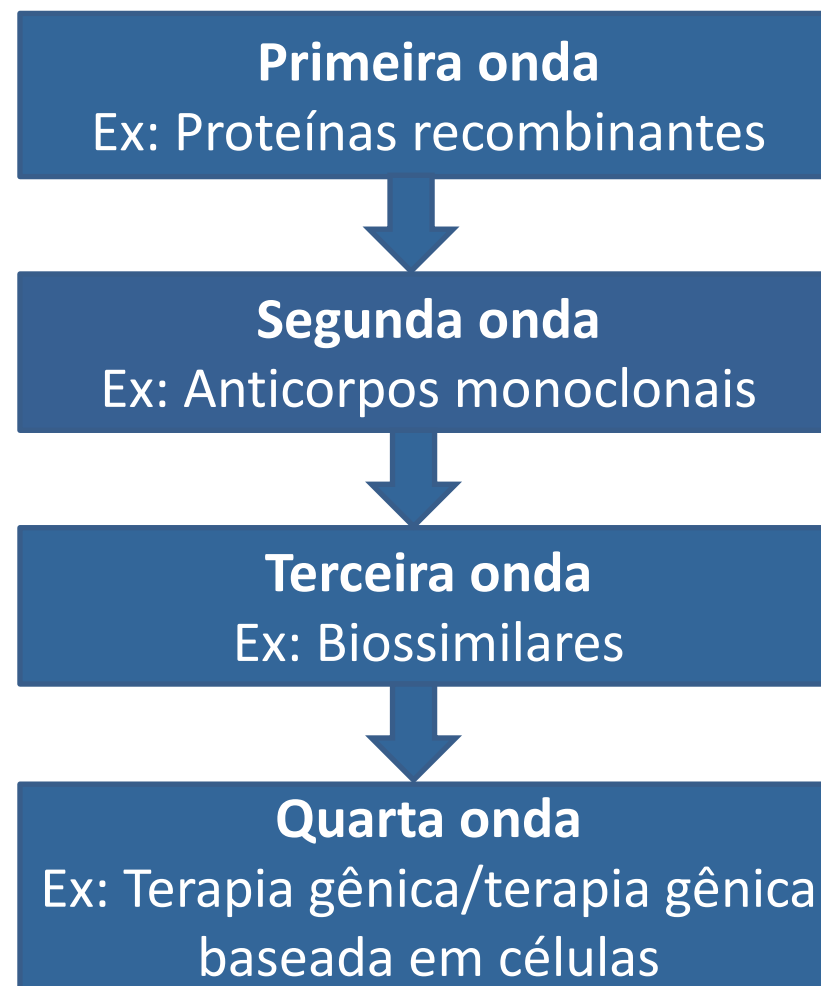 Primeira onda
Ex: Proteínas recombinantes
Segunda onda
Ex: Anticorpos monoclonais
Terceira onda
Ex: Biossimilares
Quarta onda
Ex: Terapia gênica/terapia gênica
baseada em células